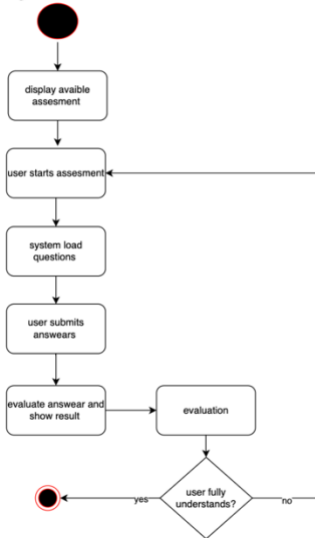 display avaible
assesment
user starts assesment
system load
questions
user submits
answears
evaluate answear and
show result
evaluation
user fully
understands?
yes
no